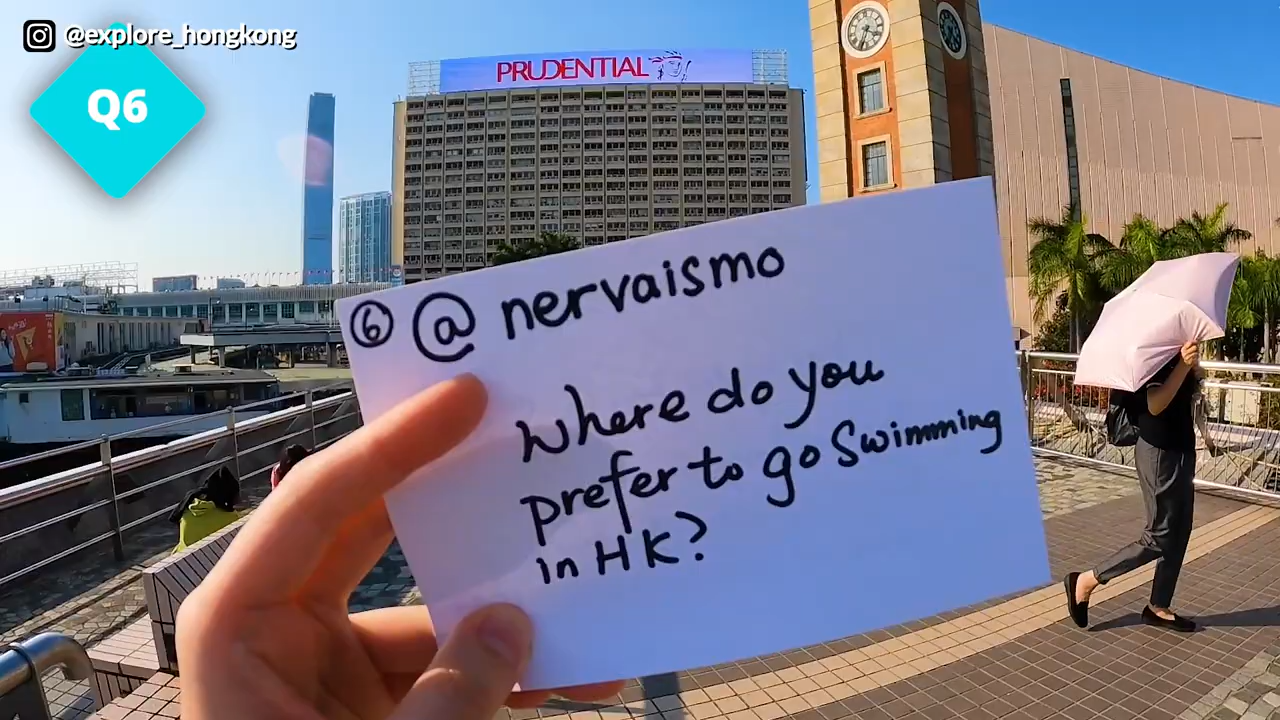 @explore_hongkong
Q6
PRUDENTIAL
6 @ nervaismo
Where do you
prefer to go Swimming
in HK?